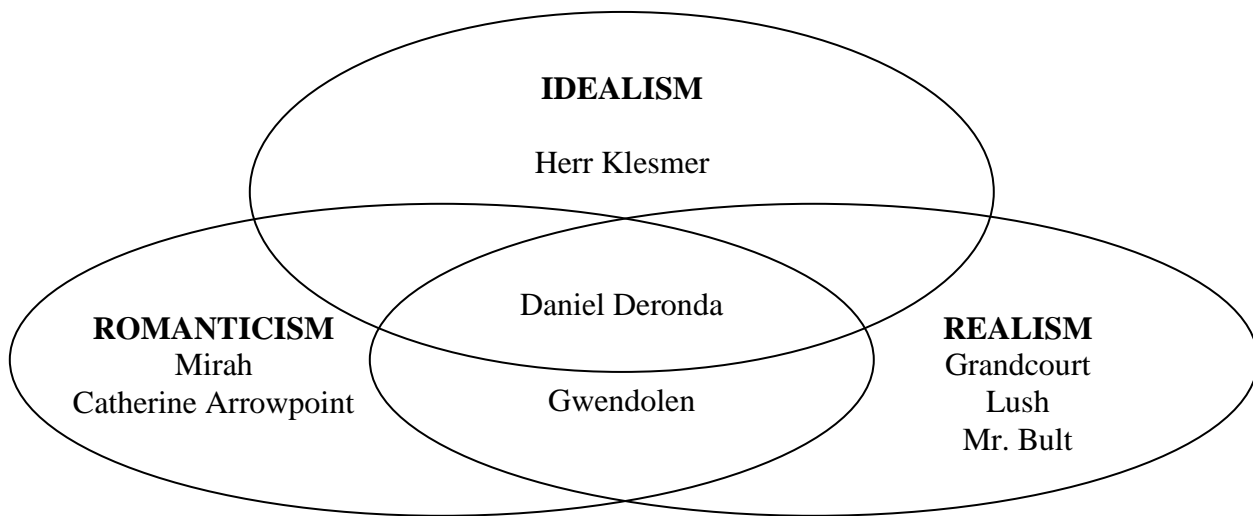 IDEALISM
Herr Klesmer
Daniel Deronda
ROMANTICISM
Mirah
Catherine Arrowpoint
Gwendolen
REALISM
Grandcourt
Lush
Mr. Bult